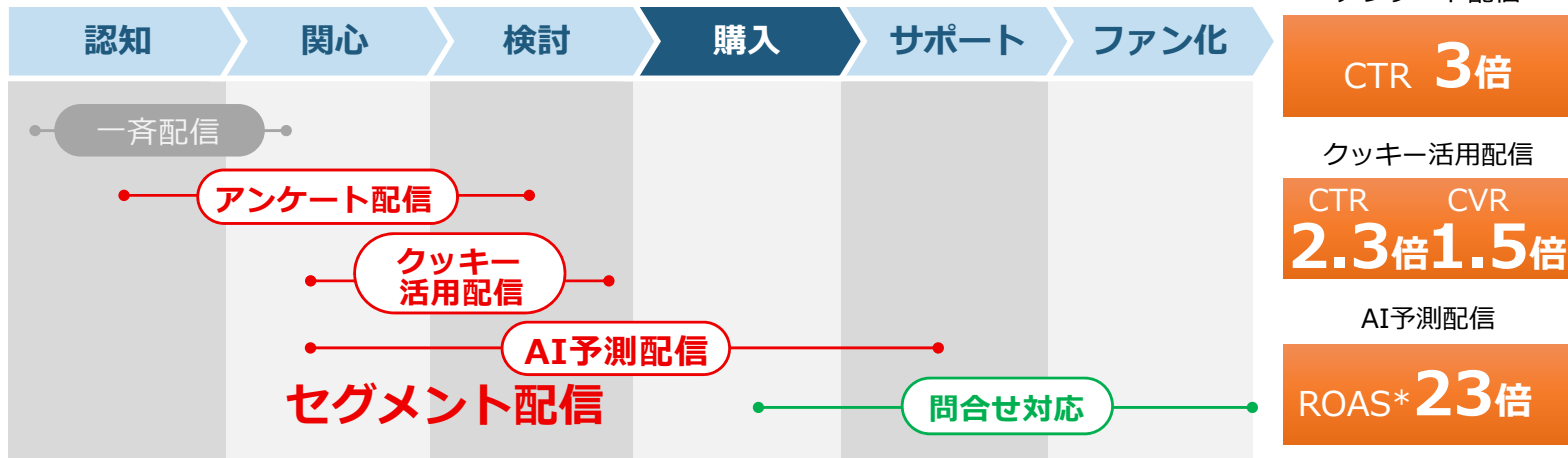 認知
関心
検討
購入
サポート
ファン化
一斉配信
アンケート配信
クッキー
活用配信
AI予測配信
セグメント配信
問合せ対応
CTR 3倍
クッキー活用配信
CTR CVR
2.3倍1.5倍
AI予測配信
ROAS*23倍